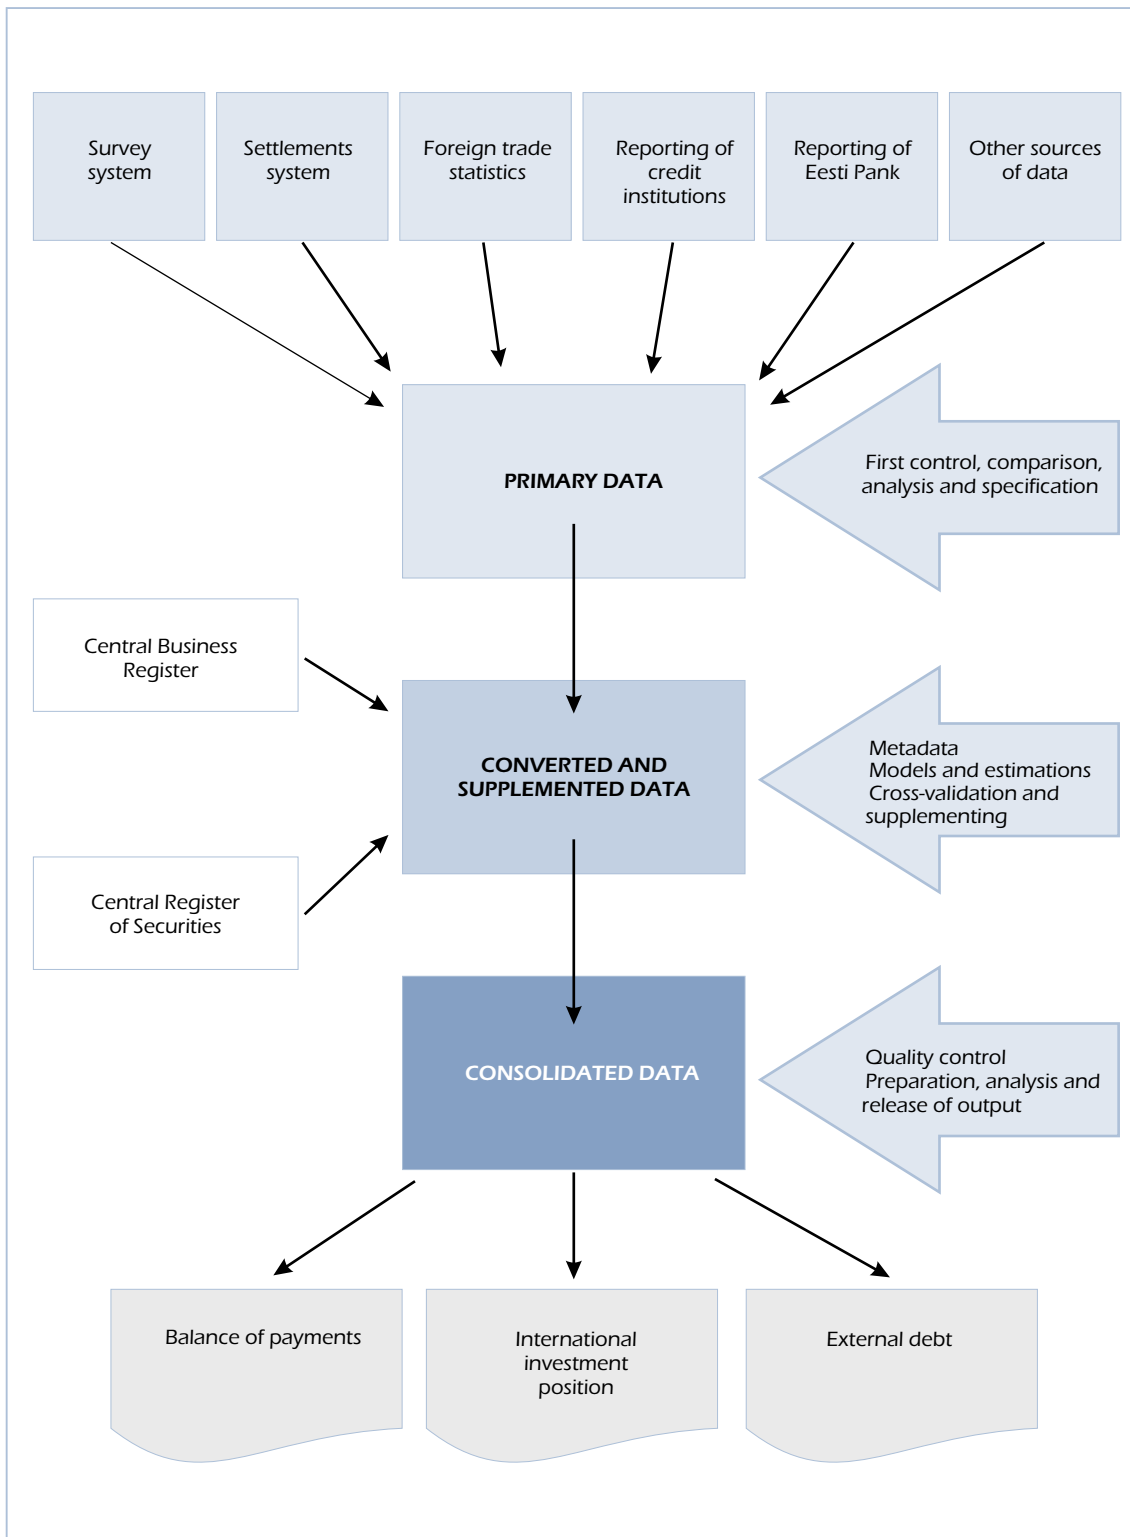 Survey
system
Settlements
system
Foreign trade
statistics
Reporting of
credit
institutions
Reporting of
Eesti Pank
Other sources
of data
PRIMARY DATA
First control, comparison,
analysis and specification
Central Business
Register
CONVERTED AND
SUPPLEMENTED DATA
Metadata
Models and estimations
Cross-validation and
supplementing
Central Register
of Securities
CONSOLIDATED DATA
Quality control
Preparation, analysis and
release of output
Balance of payments
International
investment
position
External debt